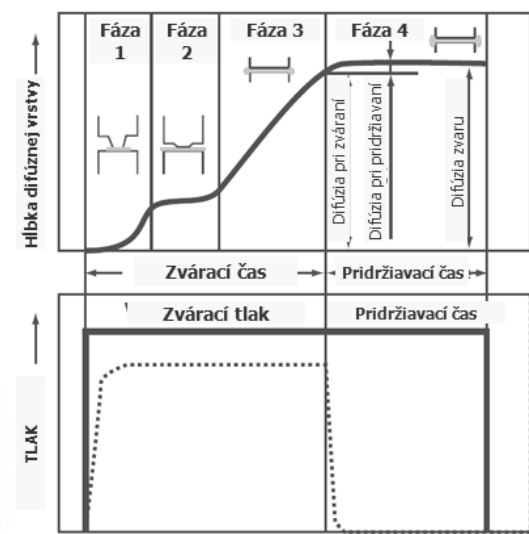 Fáza
1
Fáza
2
Fáza 3
Fáza 4
Hĺbka difúznej vrstvy
Difúzia pri zváraní
Difúzia pri pridržiavaní
Difúzia zvaru
Zvárací čas
Pridržiavací čas
Zvárací tlak
Pridržiavací čas
TLAK